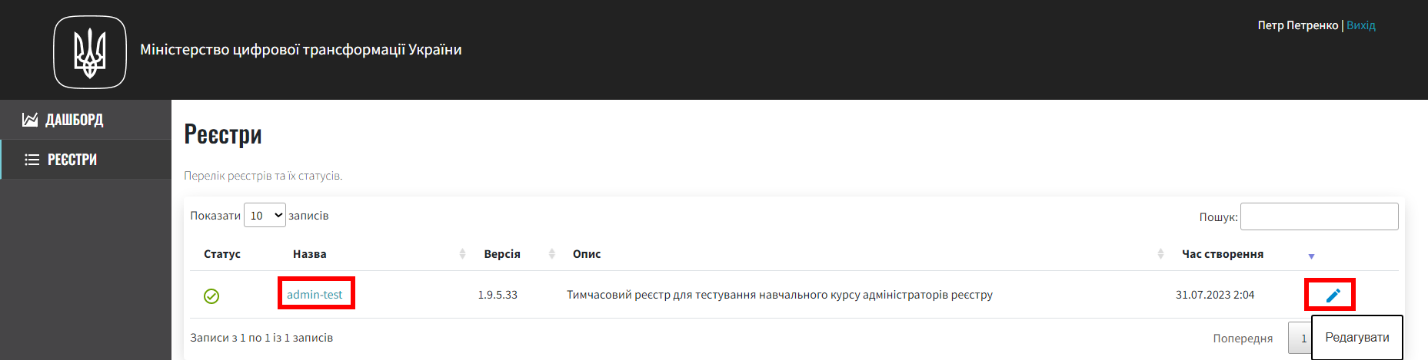 Міністерство цифрової трансформації України
Петр Петренко | Вихід
ДАШБОРД
РЕЄСТРИ
Реєстри
Перелік реєстрів та їх статусів.
Показати 10 записів
Пошук:
Статус Назва Версія Опис Час створення
admin-test 1.9.5.33 Тимчасовий реєстр для тестування навчального курсу адміністраторів реєстру 31.07.2023 2:04
Записи з 1 по 1 із 1 записів
Попередня 1 Редагувати